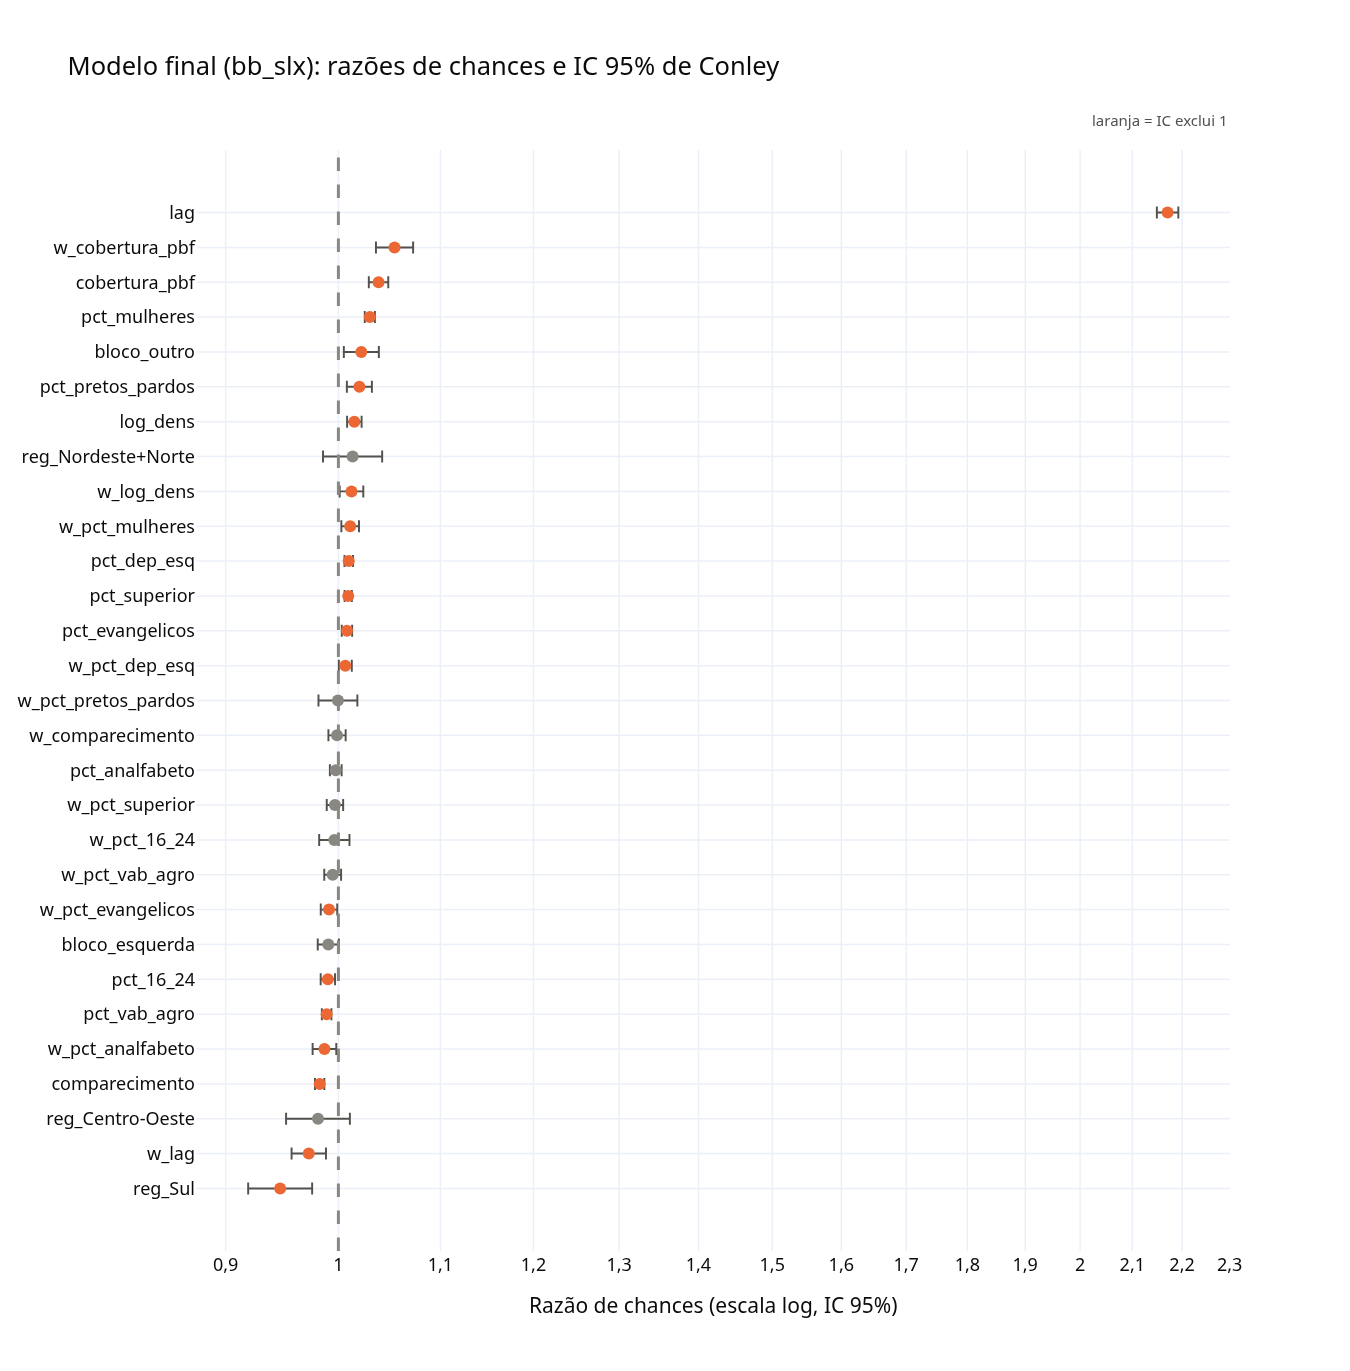 Modelo final (bb_slx): razões de chances e IC 95% de Conley
laranja = IC exclui 1
lag
w_cobertura_pbf
cobertura_pbf
pct_mulheres
bloco_outro
pct_pretos_pardos
log_dens
reg_Nordeste+Norte
w_log_dens
w_pct_mulheres
pct_dep_esq
pct_superior
pct_evangelicos
w_pct_dep_esq
w_pct_pretos_pardos
w_comparecimento
pct_analfabeto
w_pct_superior
w_pct_16_24
w_pct_vab_agro
w_pct_evangelicos
bloco_esquerda
pct_16_24
pct_vab_agro
w_pct_analfabeto
comparecimento
reg_Centro-Oeste
w_lag
reg_Sul
0,9 1 1,1 1,2 1,3 1,4 1,5 1,6 1,7 1,8 1,9 2 2,1 2,2 2,3
Razão de chances (escala log, IC 95%)